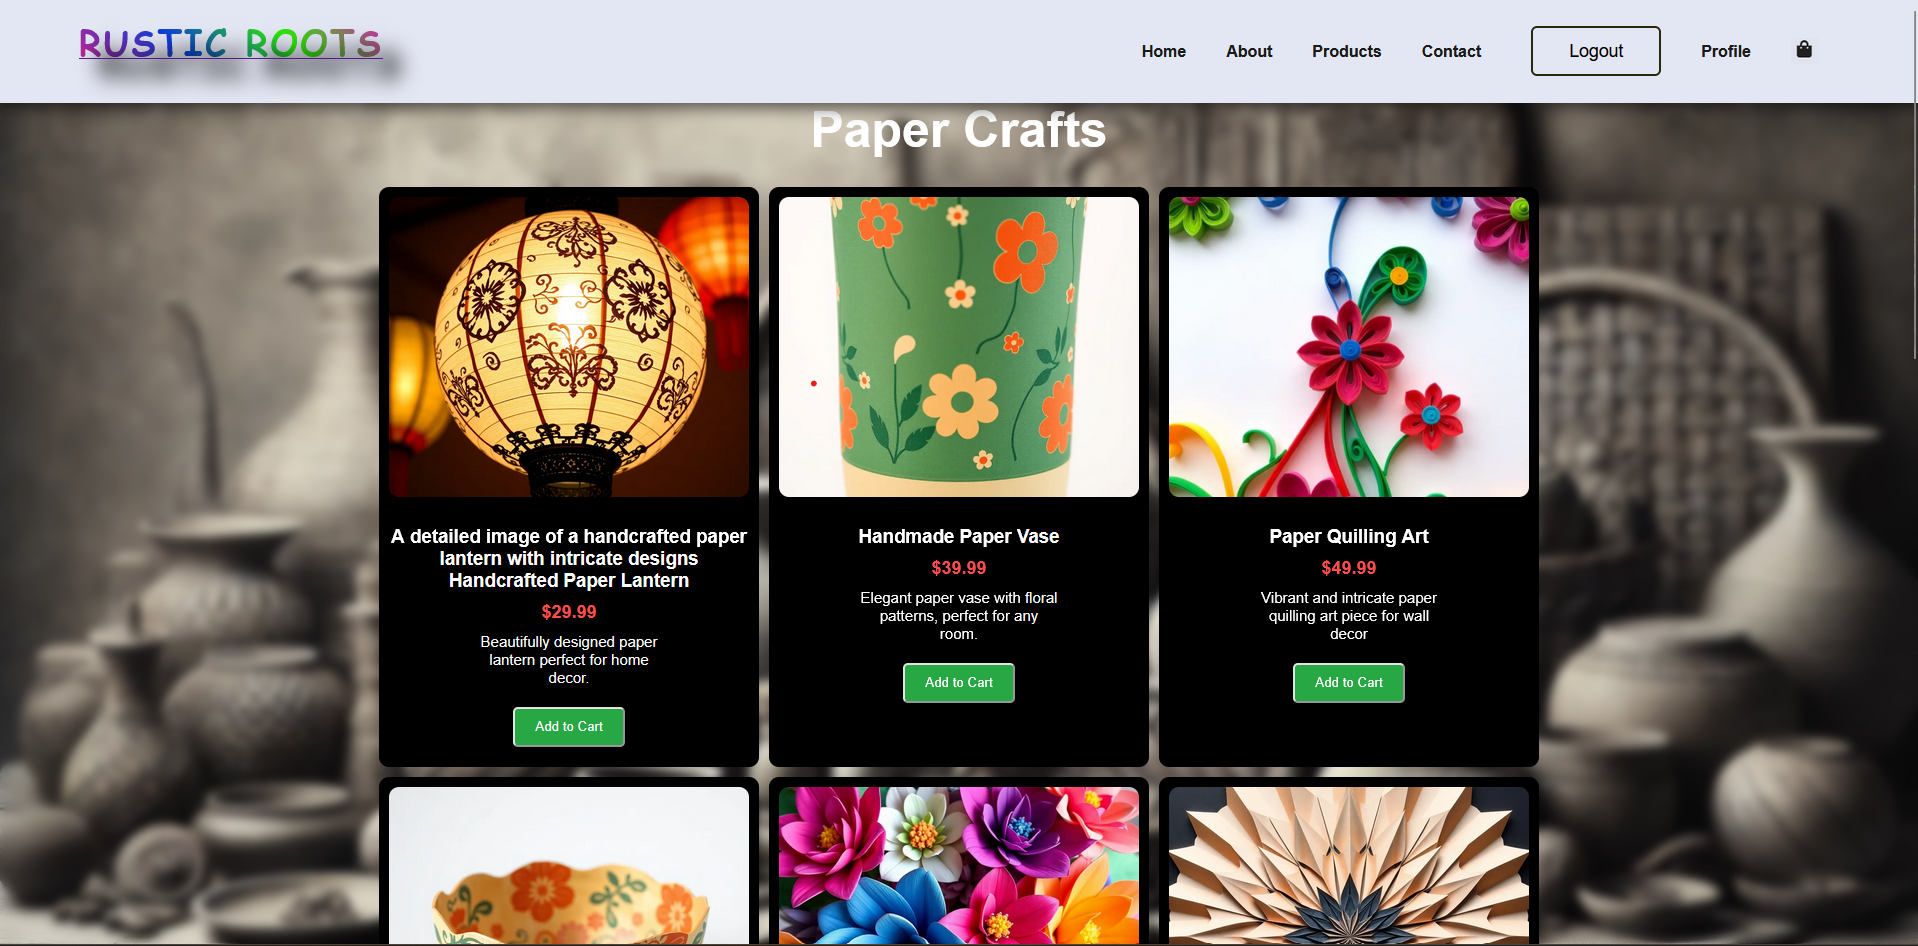 RUSTIC ROOTS
Home About Products Contact Logout Profile
Paper Crafts
A detailed image of a handcrafted paper
lantern with intricate designs
Handcrafted Paper Lantern
$29.99
Beautifully designed paper
lantern perfect for home
decor.
Add to Cart
Handmade Paper Vase
$39.99
Elegant paper vase with floral
patterns, perfect for any
room.
Add to Cart
Paper Quilling Art
$49.99
Vibrant and intricate paper
quilling art piece for wall
decor
Add to Cart